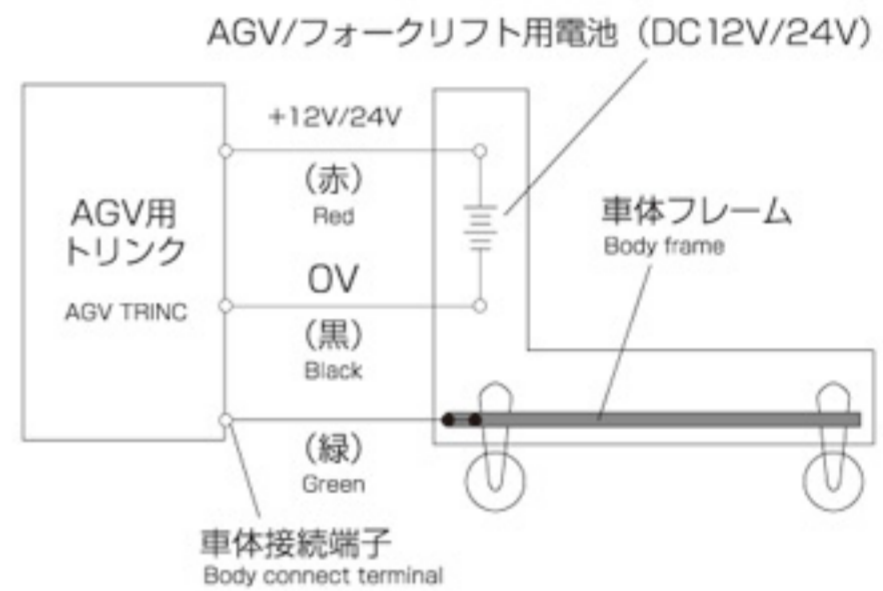 AGV/フォークリフト用電池（DC12V/24V）
+12V/24V
（赤）
Red
AGV用
トリンク
AGV TRINC
車体フレーム
Body frame
0V
（黒）
Black
（緑）
Green
車体接続端子
Body connect terminal